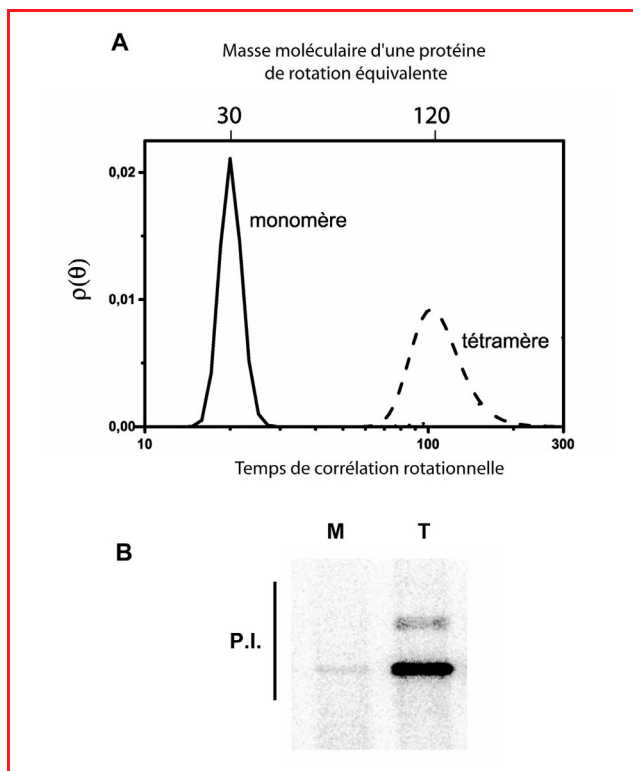 A
Masse moléculaire d'une protéine
de rotation équivalente
30 120
0,02
0,01
0,00
ρ(θ)
monomère
tétramère
10 100 300
Temps de corrélation rotationnelle
B
M T
P.I.